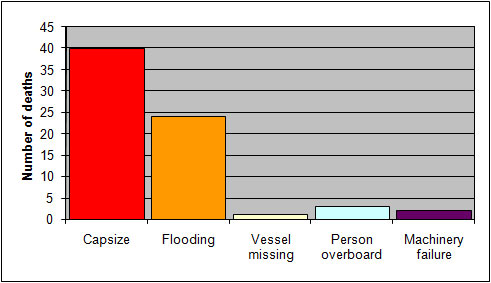 Number of deaths
45
40
35
30
25
20
15
10
5
0
Capsize
Flooding
Vessel
missing
Person
overboard
Machinery
failure